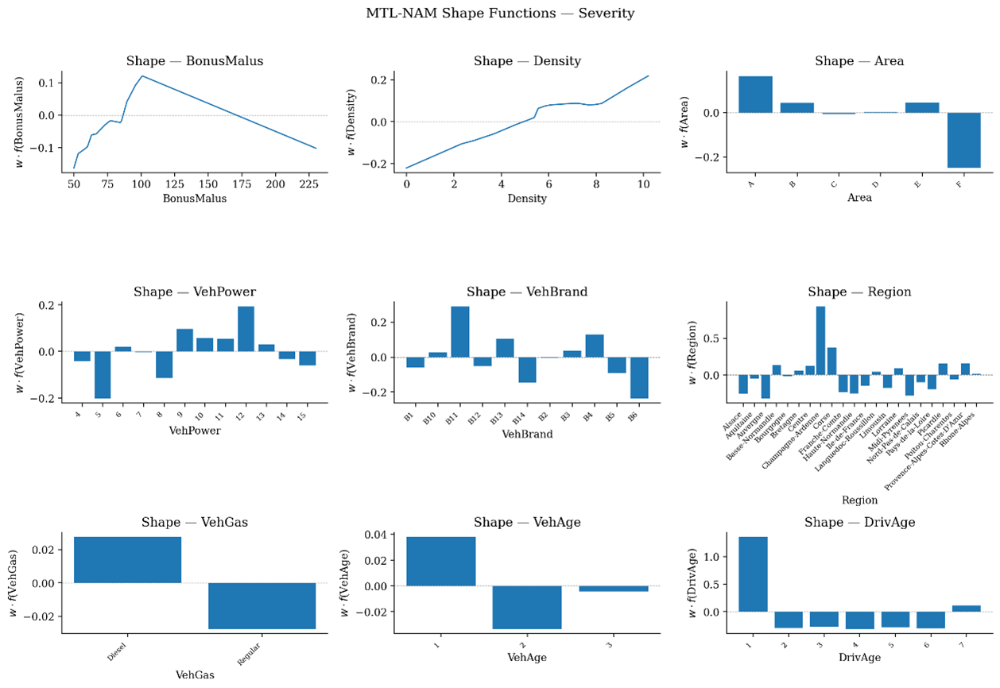 MTL-NAM Shape Functions — Severity
Shape — BonusMalus
w · f(BonusMalus)
0.1
0.0
−0.1
50 75 100 125 150 175 200 225
BonusMalus
Shape — Density
w · f(Density)
0.2
0.0
−0.2
0 2 4 6 8 10
Density
Shape — Area
w · f(Area)
0.0
−0.2
A B C D E F
Area
Shape — VehPower
w · f(VehPower)
0.2
0.0
−0.2
4 5 6 7 8 9 10 11 12 13 14 15
VehPower
Shape — VehBrand
w · f(VehBrand)
0.2
0.0
−0.2
B1 B10 B11 B12 B13 B14 B2 B3 B4 B5 B6
VehBrand
Shape — Region
w · f(Region)
0.5
0.0
Alsace
Aquitaine
Auvergne
Basse-Normandie
Bourgogne
Bretagne
Centre
Champagne-Ardenne
Corse
Franche-Combte
Haute-Normandie
Ile-de-France
Languedoc-Roussillon
Limousin
Lorraine
Midi-Pyrenees
Nord-Pas-de-Calais
Pays-de-la-Loire
Picardie
Poitou-Charentes
Provence-Alpes-Cotes-D'Azur
Rhone-Alpes
Region
Shape — VehGas
w · f(VehGas)
0.02
0.00
−0.02
Diesel Regular
VehGas
Shape — VehAge
w · f(VehAge)
0.04
0.02
0.00
−0.02
1 2 3
VehAge
Shape — DrivAge
w · f(DrivAge)
1.0
0.5
0.0
1 2 3 4 5 6 7
DrivAge